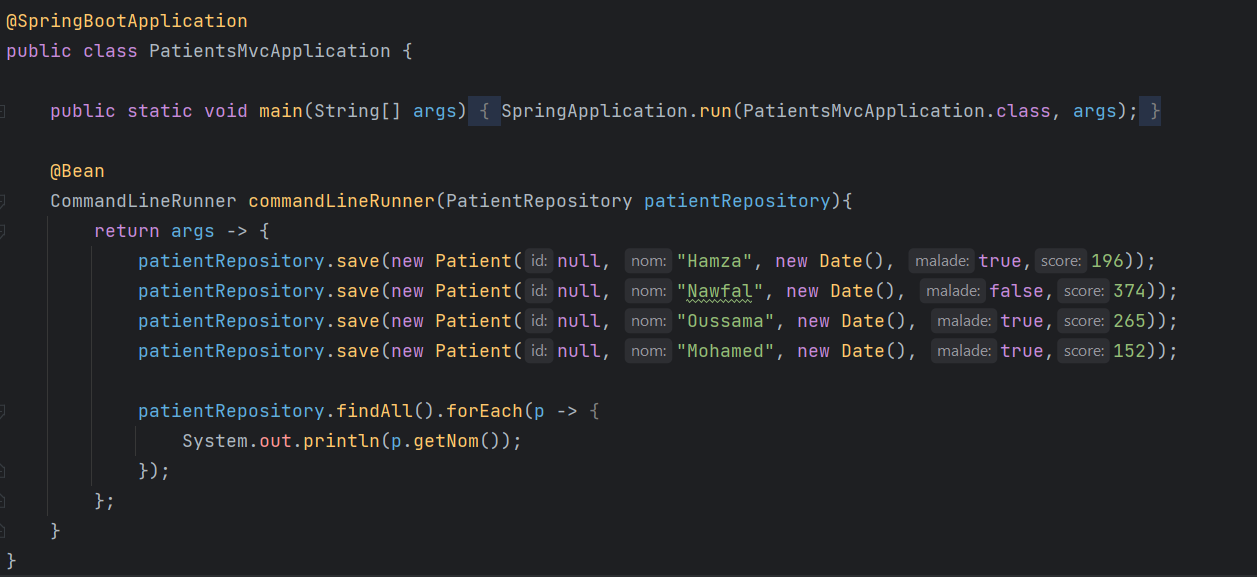 @SpringBootApplication
public class PatientsMvcApplication {
public static void main(String[] args) { SpringApplication.run(PatientsMvcApplication.class, args); }
@Bean
CommandLineRunner commandLineRunner(PatientRepository patientRepository){
return args -> {
patientRepository.save(new Patient( id: null, nom: "Hamza", new Date(), malade: true, score: 196));
patientRepository.save(new Patient( id: null, nom: "Nawfal", new Date(), malade: false, score: 374));
patientRepository.save(new Patient( id: null, nom: "Oussama", new Date(), malade: true, score: 265));
patientRepository.save(new Patient( id: null, nom: "Mohamed", new Date(), malade: true, score: 152));
patientRepository.findAll().forEach(p -> {
System.out.println(p.getNom());
});
};
}
}